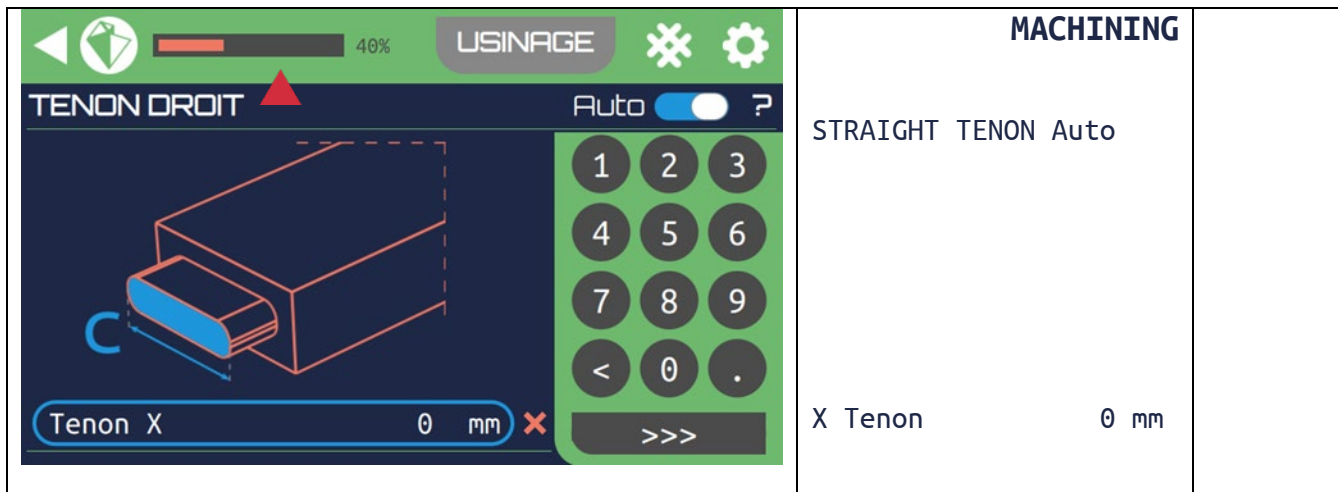 40%
USINAGE
TENON DROIT
Auto
?
1 2 3
4 5 6
7 8 9
< 0 .
>>>
C
Tenon X 0 mm
MACHINING
STRAIGHT TENON Auto
X Tenon 0 mm